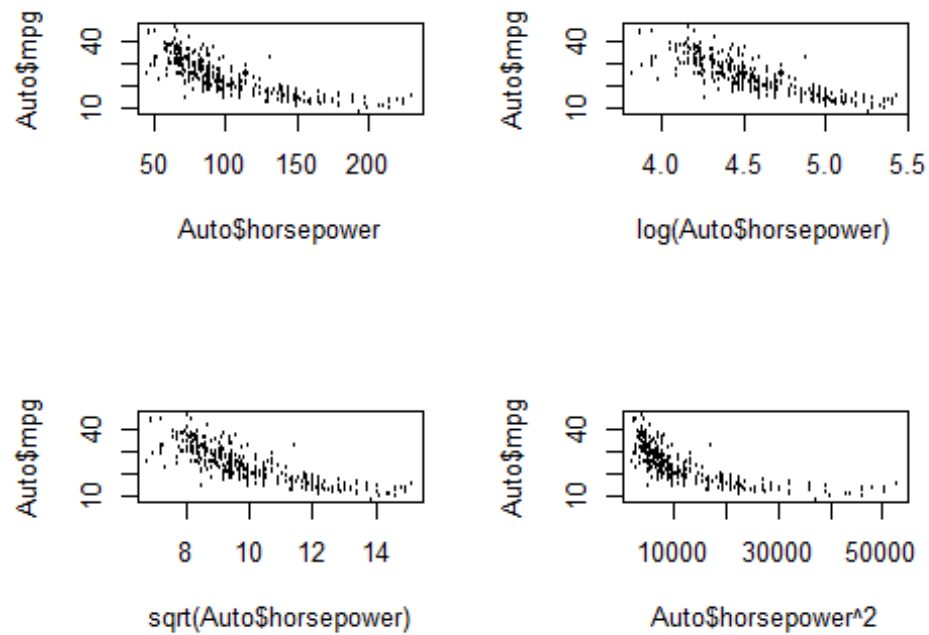 Auto$mpg
40
10
50 100 150 200
Auto$horsepower
Auto$mpg
40
10
4.0 4.5 5.0 5.5
log(Auto$horsepower)
Auto$mpg
40
10
8 10 12 14
sqrt(Auto$horsepower)
Auto$mpg
40
10
10000 30000 50000
Auto$horsepower^2